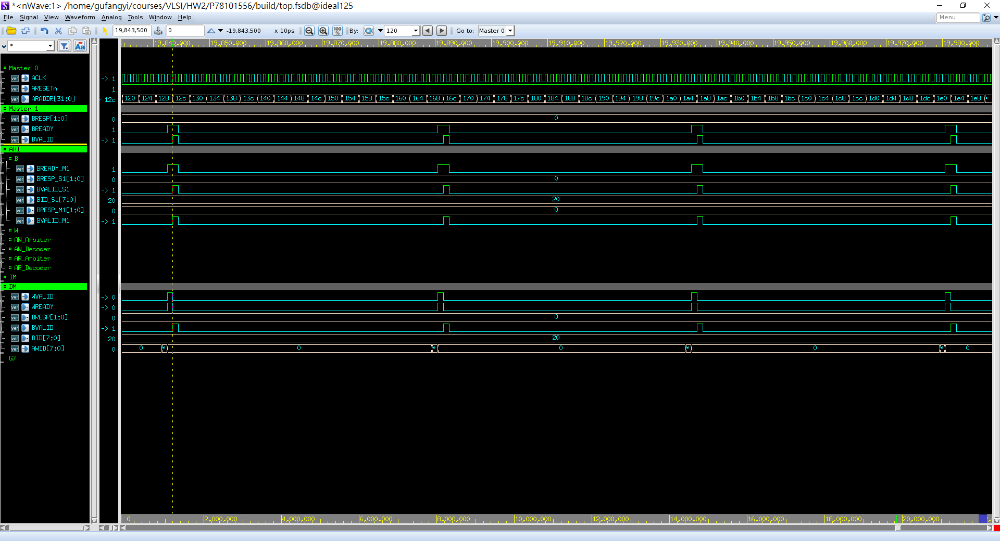 *<nWave:1> /home/gufangyi/courses/VLSI/HW2/P78101556/build/top.fsdb@ideal125
File Signal View Waveform Analog Tools Window Help Menu
19,843,500 0 -19,843,500 x 10ps 100 % By: 120 Go to: Master 0
*
19,850,000 19,860,000 19,870,000 19,880,000 19,890,000 19,900,000 19,910,000 19,920,000 19,930,000 19,940,000 19,950,000 19,960,000 19,970,000 19,980,000
Master 0
ACLK -> 1
ARESETn 1
ARADDR[31:0] 12c 120 124 128 12c 130 134 138 13c 140 144 148 14c 150 154 158 15c 160 164 168 16c 170 174 178 17c 180 184 188 18c 190 194 198 19c 1a0 1a4 1a8 1ac 1b0 1b4 1b8 1bc 1c0 1c4 1c8 1cc 1d0 1d4 1d8 1dc 1e0 1e4 1e8 *
Master 1
BRESP[1:0] 0 0
BREADY 1
BVALID -> 1
AXI
B
BREADY_M1 1
BRESP_S1[1:0] 0 0
BVALID_S1 -> 1
BID_S1[7:0] 20 20
BRESP_M1[1:0] 0 0
BVALID_M1 -> 1
W
AW_Arbiter
AW_Decoder
AR_Arbiter
AR_Decoder
IM
DM
WVALID -> 0
WREADY -> 0
BRESP[1:0] 0 0
BVALID -> 1
BID[7:0] 20 20
AWID[7:0] 0 0 * 0 * 0 * 0 * 0
G7
0 2,000,000 4,000,000 6,000,000 8,000,000 10,000,000 12,000,000 14,000,000 16,000,000 18,000,000 20,000,000